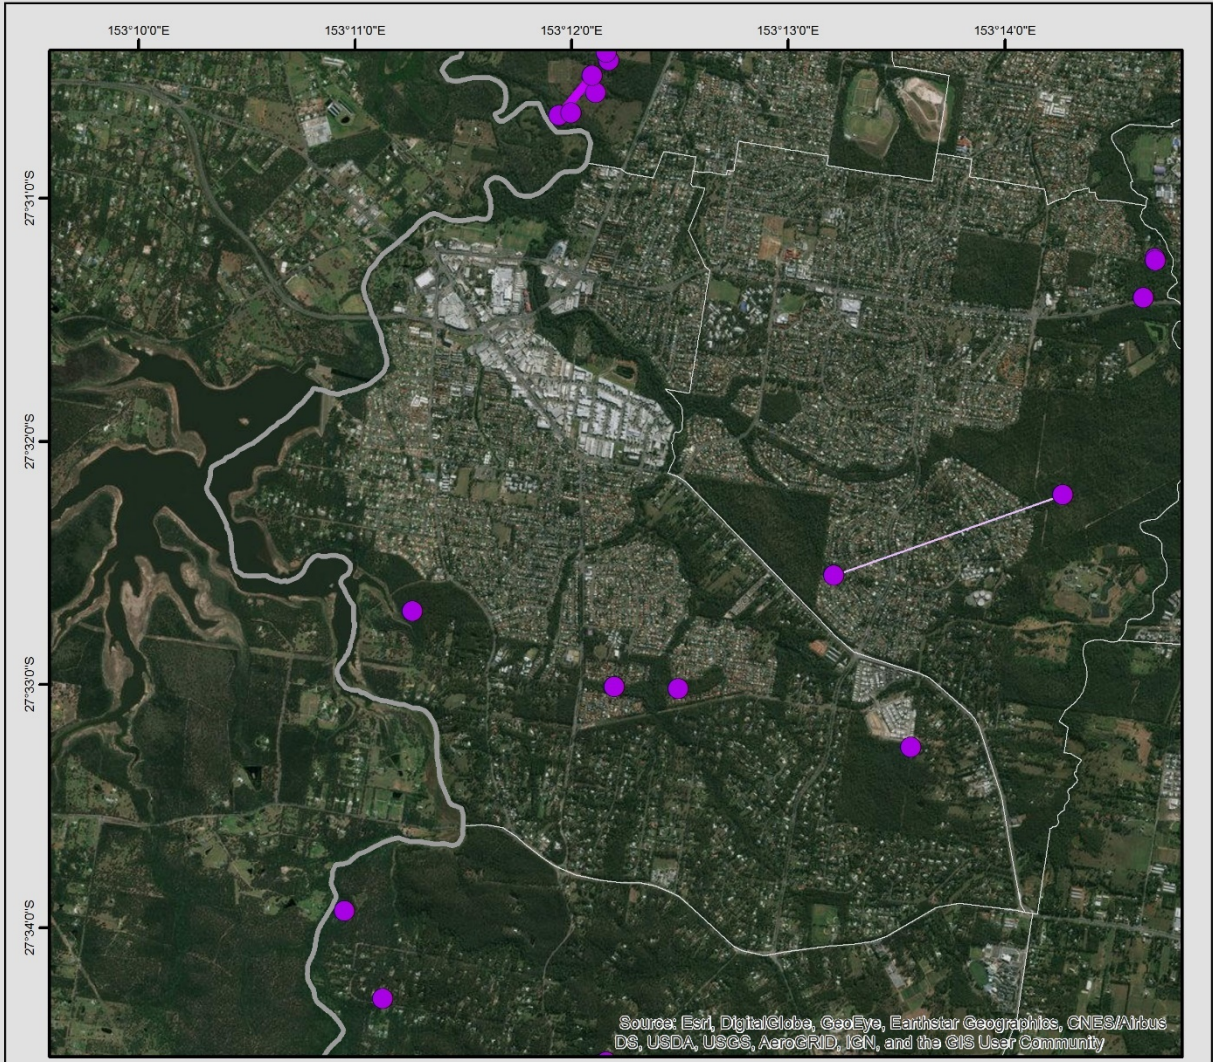 153°10'0"E 153°11'0"E 153°12'0"E 153°13'0"E 153°14'0"E
27°31'0"S
27°32'0"S
27°33'0"S
27°34'0"S
Source: Esri, DigitalGlobe, GeoEye, Earthstar Geographics, CNES/Airbus
DS, USDA, USGS, AeroGRID, IGN, and the GIS User Community